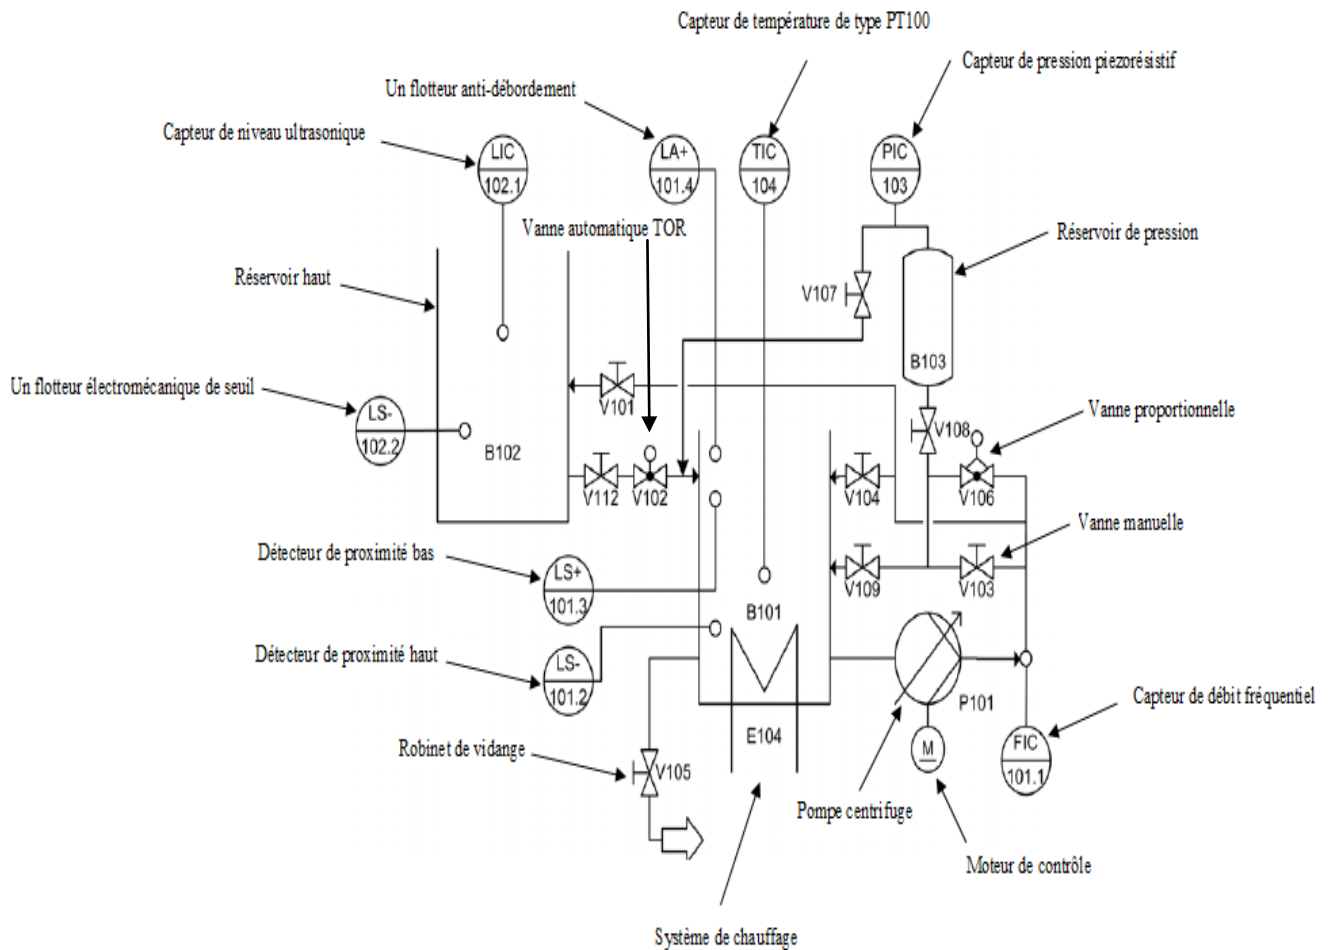 Capteur de température de type PT100
Capteur de pression piezorésistif
Un flotteur anti-débordement
Capteur de niveau ultrasonique
LIC
102.1
LA+
101.4
TIC
104
PIC
103
Vanne automatique TOR
Réservoir de pression
Réservoir haut
V107
B103
Un flotteur électromécanique de seuil
LS-
102.2
V101
V108
Vanne proportionnelle
B102
V112
V102
V104
V106
Vanne manuelle
Détecteur de proximité bas
LS+
101.3
V109
V103
B101
Détecteur de proximité haut
LS-
101.2
P101
Capteur de débit fréquentiel
E104
Robinet de vidange
V105
M
FIC
101.1
Pompe centrifuge
Moteur de contrôle
Système de chauffage